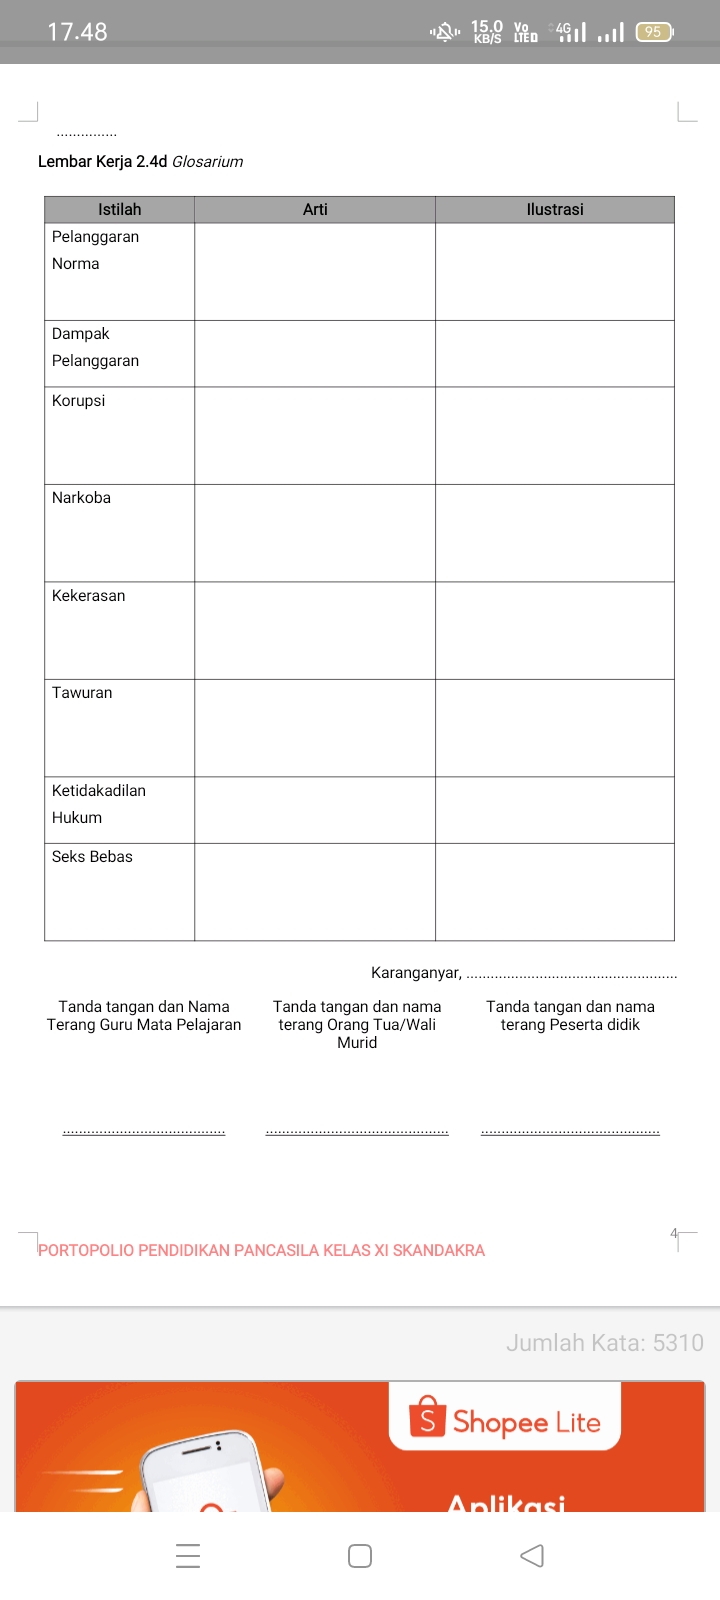 17.48
15.0 KB/S
Vo LTE
4G
95
...............
Lembar Kerja 2.4d Glosarium
Istilah Arti Ilustrasi
Pelanggaran
Norma
Dampak
Pelanggaran
Korupsi
Narkoba
Kekerasan
Tawuran
Ketidakadilan
Hukum
Seks Bebas
Karanganyar, ....................................................
Tanda tangan dan Nama
Terang Guru Mata Pelajaran
Tanda tangan dan nama
terang Orang Tua/Wali
Murid
Tanda tangan dan nama
terang Peserta didik
........................................
.............................................
............................................
4
PORTOPOLIO PENDIDIKAN PANCASILA KELAS XI SKANDAKRA
Jumlah Kata: 5310
S Shopee Lite
Aplikasi